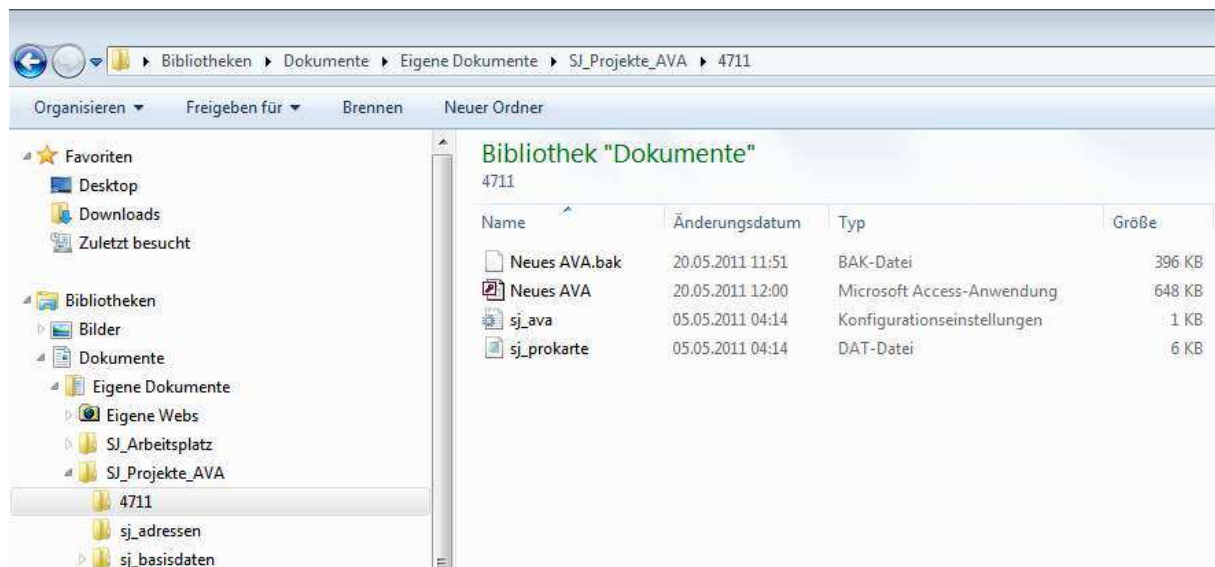 Bibliotheken ▸ Dokumente ▸ Eigene Dokumente ▸ SJ_Projekte_AVA ▸ 4711
Organisieren Freigeben für Brennen Neuer Ordner
Favoriten
Desktop
Downloads
Zuletzt besucht
Bibliotheken
Bilder
Dokumente
Eigene Dokumente
Eigene Webs
SJ_Arbeitsplatz
SJ_Projekte_AVA
4711
sj_adressen
sj_basisdaten
Bibliothek "Dokumente"
4711
Name Änderungsdatum Typ Größe
Neues AVA.bak 20.05.2011 11:51 BAK-Datei 396 KB
Neues AVA 20.05.2011 12:00 Microsoft Access-Anwendung 648 KB
sj_ava 05.05.2011 04:14 Konfigurationseinstellungen 1 KB
sj_prokarte 05.05.2011 04:14 DAT-Datei 6 KB